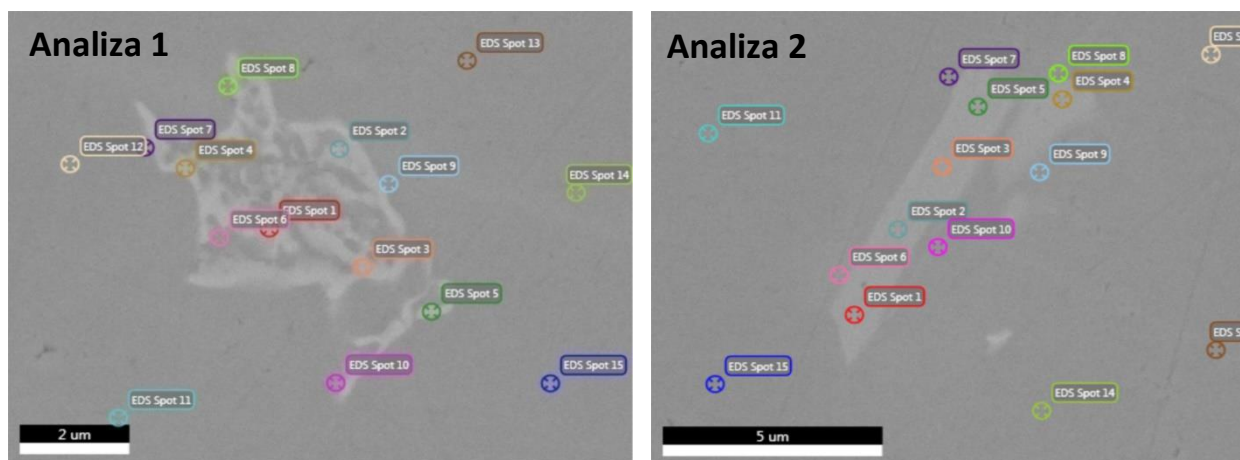 Analiza 1
EDS Spot 13
EDS Spot 8
EDS Spot 7
EDS Spot 2
EDS Spot 12
EDS Spot 4
EDS Spot 9
EDS Spot 14
EDS Spot 6
EDS Spot 1
EDS Spot 3
EDS Spot 5
EDS Spot 10
EDS Spot 15
EDS Spot 11
2 um
Analiza 2
EDS S
EDS Spot 7
EDS Spot 8
EDS Spot 4
EDS Spot 5
EDS Spot 11
EDS Spot 3
EDS Spot 9
EDS Spot 2
EDS Spot 10
EDS Spot 6
EDS Spot 1
EDS S
EDS Spot 15
EDS Spot 14
5 um